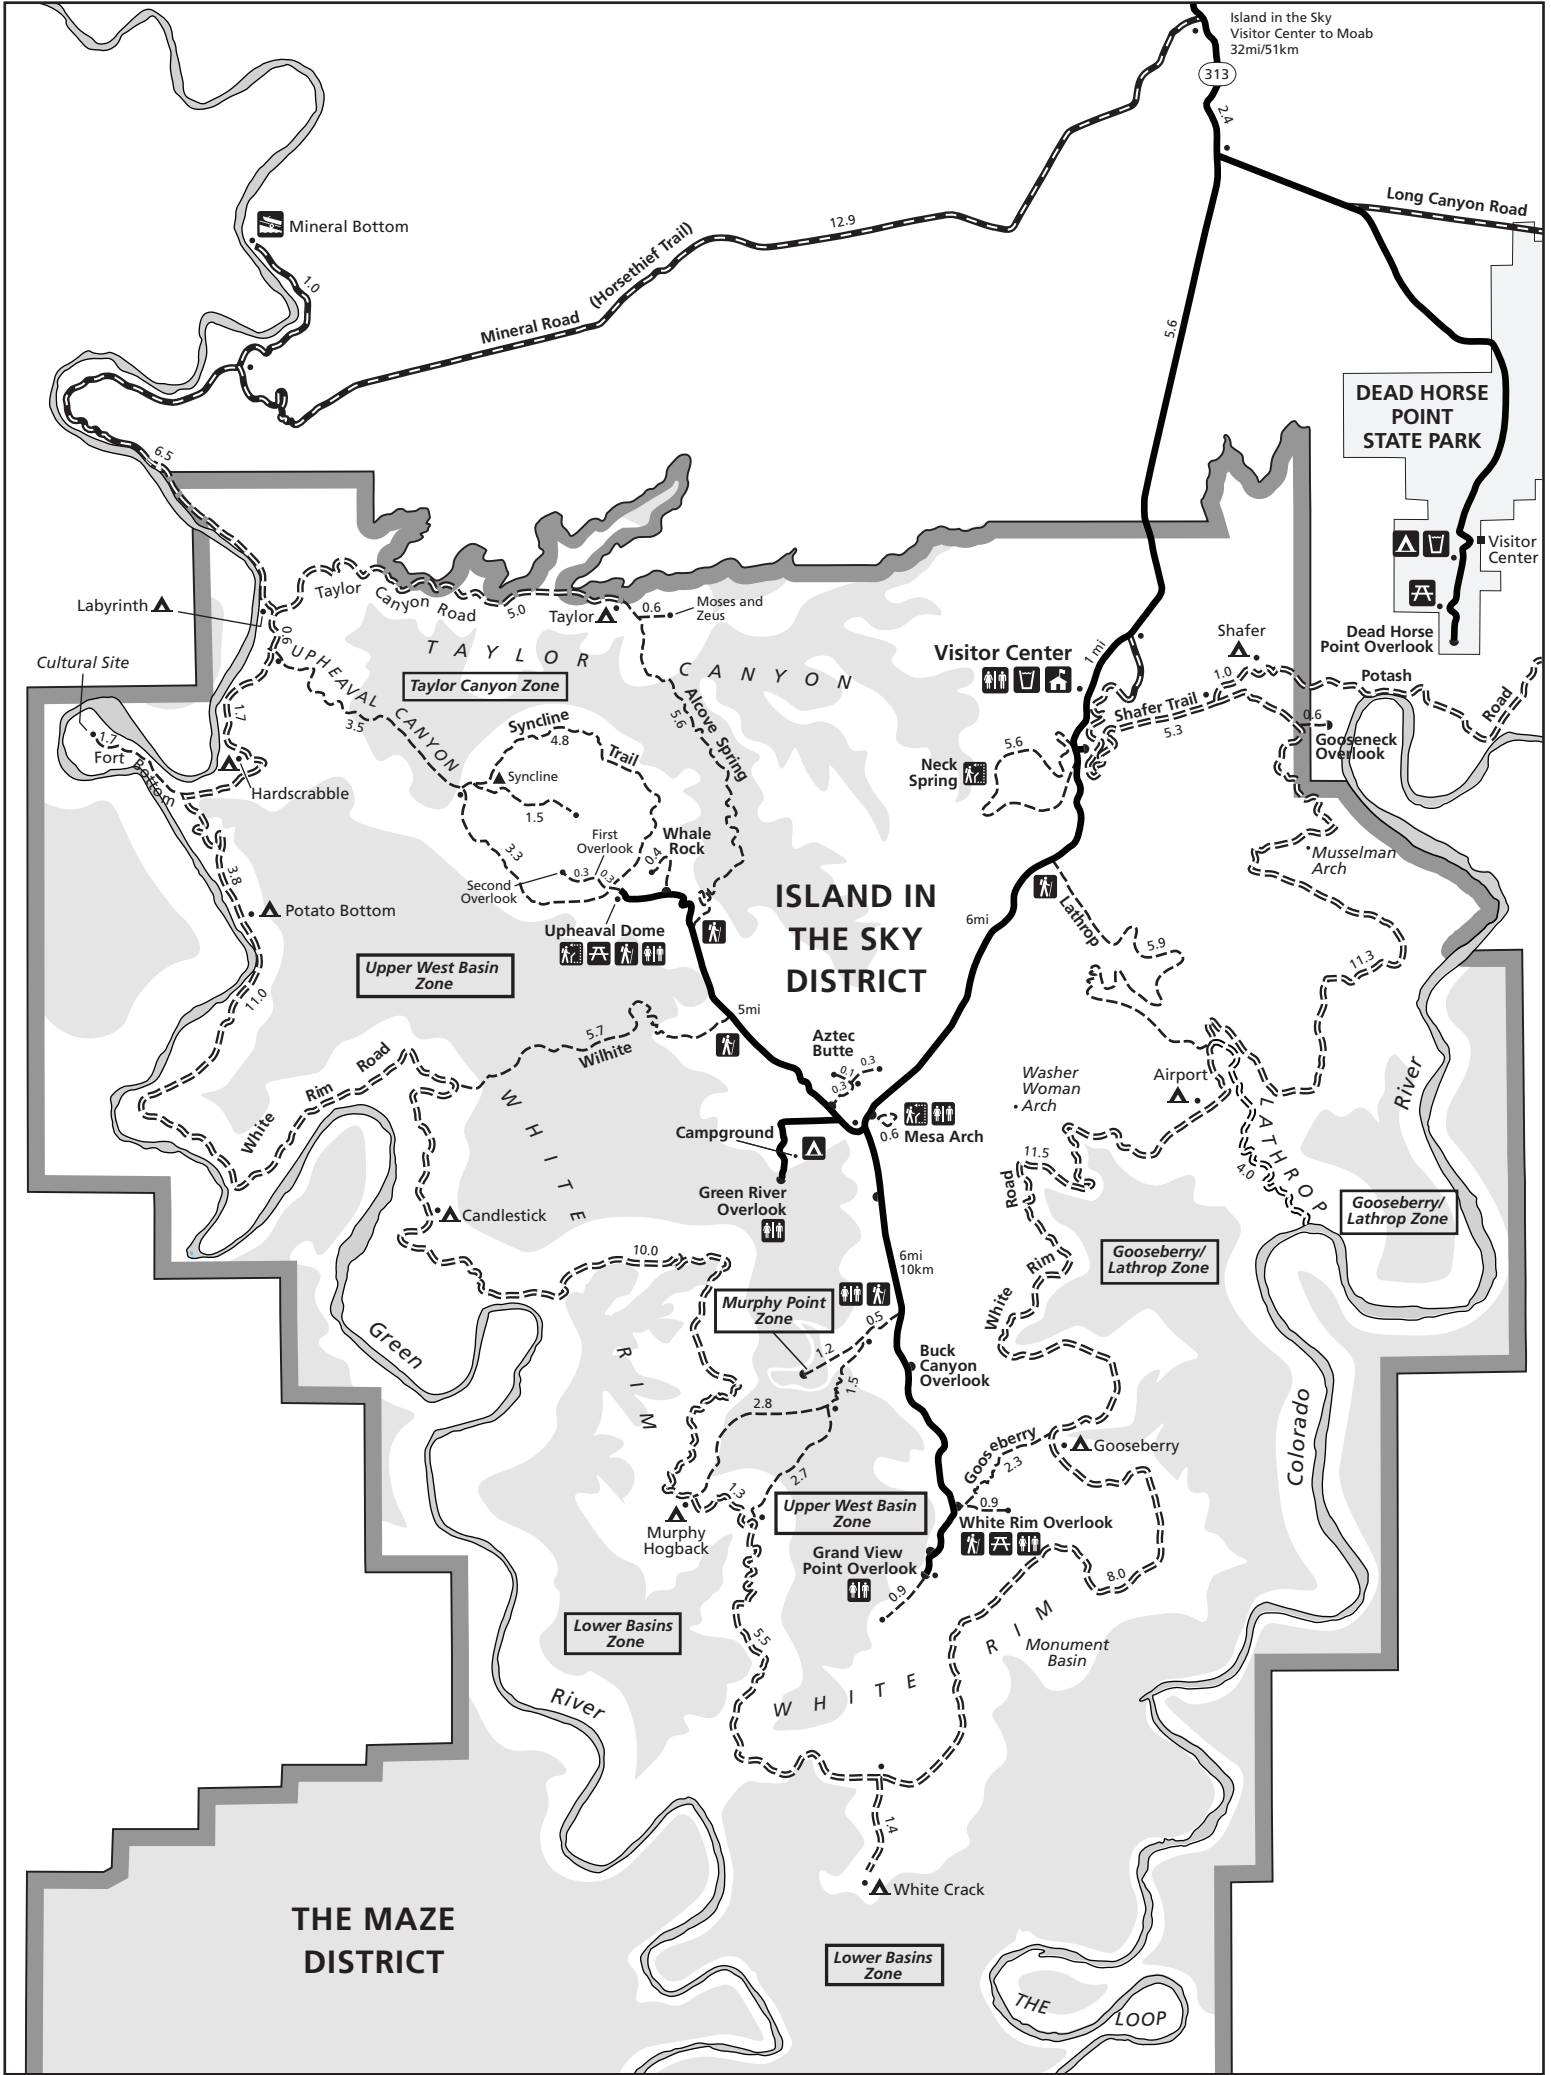 Island in the Sky
Visitor Center to Moab
32mi/51km
313
2.4
Long Canyon Road
Mineral Bottom
1.0
12.9
(Horsethief Trail)
Mineral Road
5.6
DEAD HORSE
POINT
STATE PARK
6.5
Visitor
Center
Labyrinth
Taylor Canyon Road
5.0
Taylor
0.6
Moses and
Zeus
Dead Horse
Point Overlook
Shafer
1 mi
Visitor Center
0.6
UPHEAVAL CANYON
TAYLOR CANYON
Cultural Site
Taylor Canyon Zone
1.0
Potash
Road
Shafer Trail
5.3
0.6
Gooseneck
Overlook
1.7
3.5
Alcove Spring
5.6
Syncline
4.8
Trail
1.7
Fort
Bottom
Syncline
5.6
Neck
Spring
Hardscrabble
1.5
First
Overlook
Whale
Rock
0.4
3.3
0.3
0.3
Second
Overlook
Musselman
Arch
3.8
Potato Bottom
ISLAND IN
THE SKY
DISTRICT
6mi
Lathrop
5.9
Upheaval Dome
11.3
Upper West Basin
Zone
11.0
5mi
5.7
Wilhite
Aztec
Butte
0.3
0.1
0.3
White Rim Road
Washer
Woman
Arch
Airport
River
LATHROP
4.0
Campground
0.6
Mesa Arch
11.5
Green River
Overlook
Gooseberry/
Lathrop Zone
Candlestick
WHITE
RIM
10.0
6mi
10km
Gooseberry/
Lathrop Zone
White Rim Road
Murphy Point
Zone
0.5
1.2
Green
Buck
Canyon
Overlook
1.5
2.8
Colorado
Gooseberry
2.3
Gooseberry
2.7
1.3
0.9
Upper West Basin
Zone
White Rim Overlook
Murphy
Hogback
Grand View
Point Overlook
0.9
8.0
Lower Basins
Zone
5.5
WHITE RIM
Monument
Basin
River
1.4
White Crack
THE MAZE
DISTRICT
Lower Basins
Zone
THE
LOOP